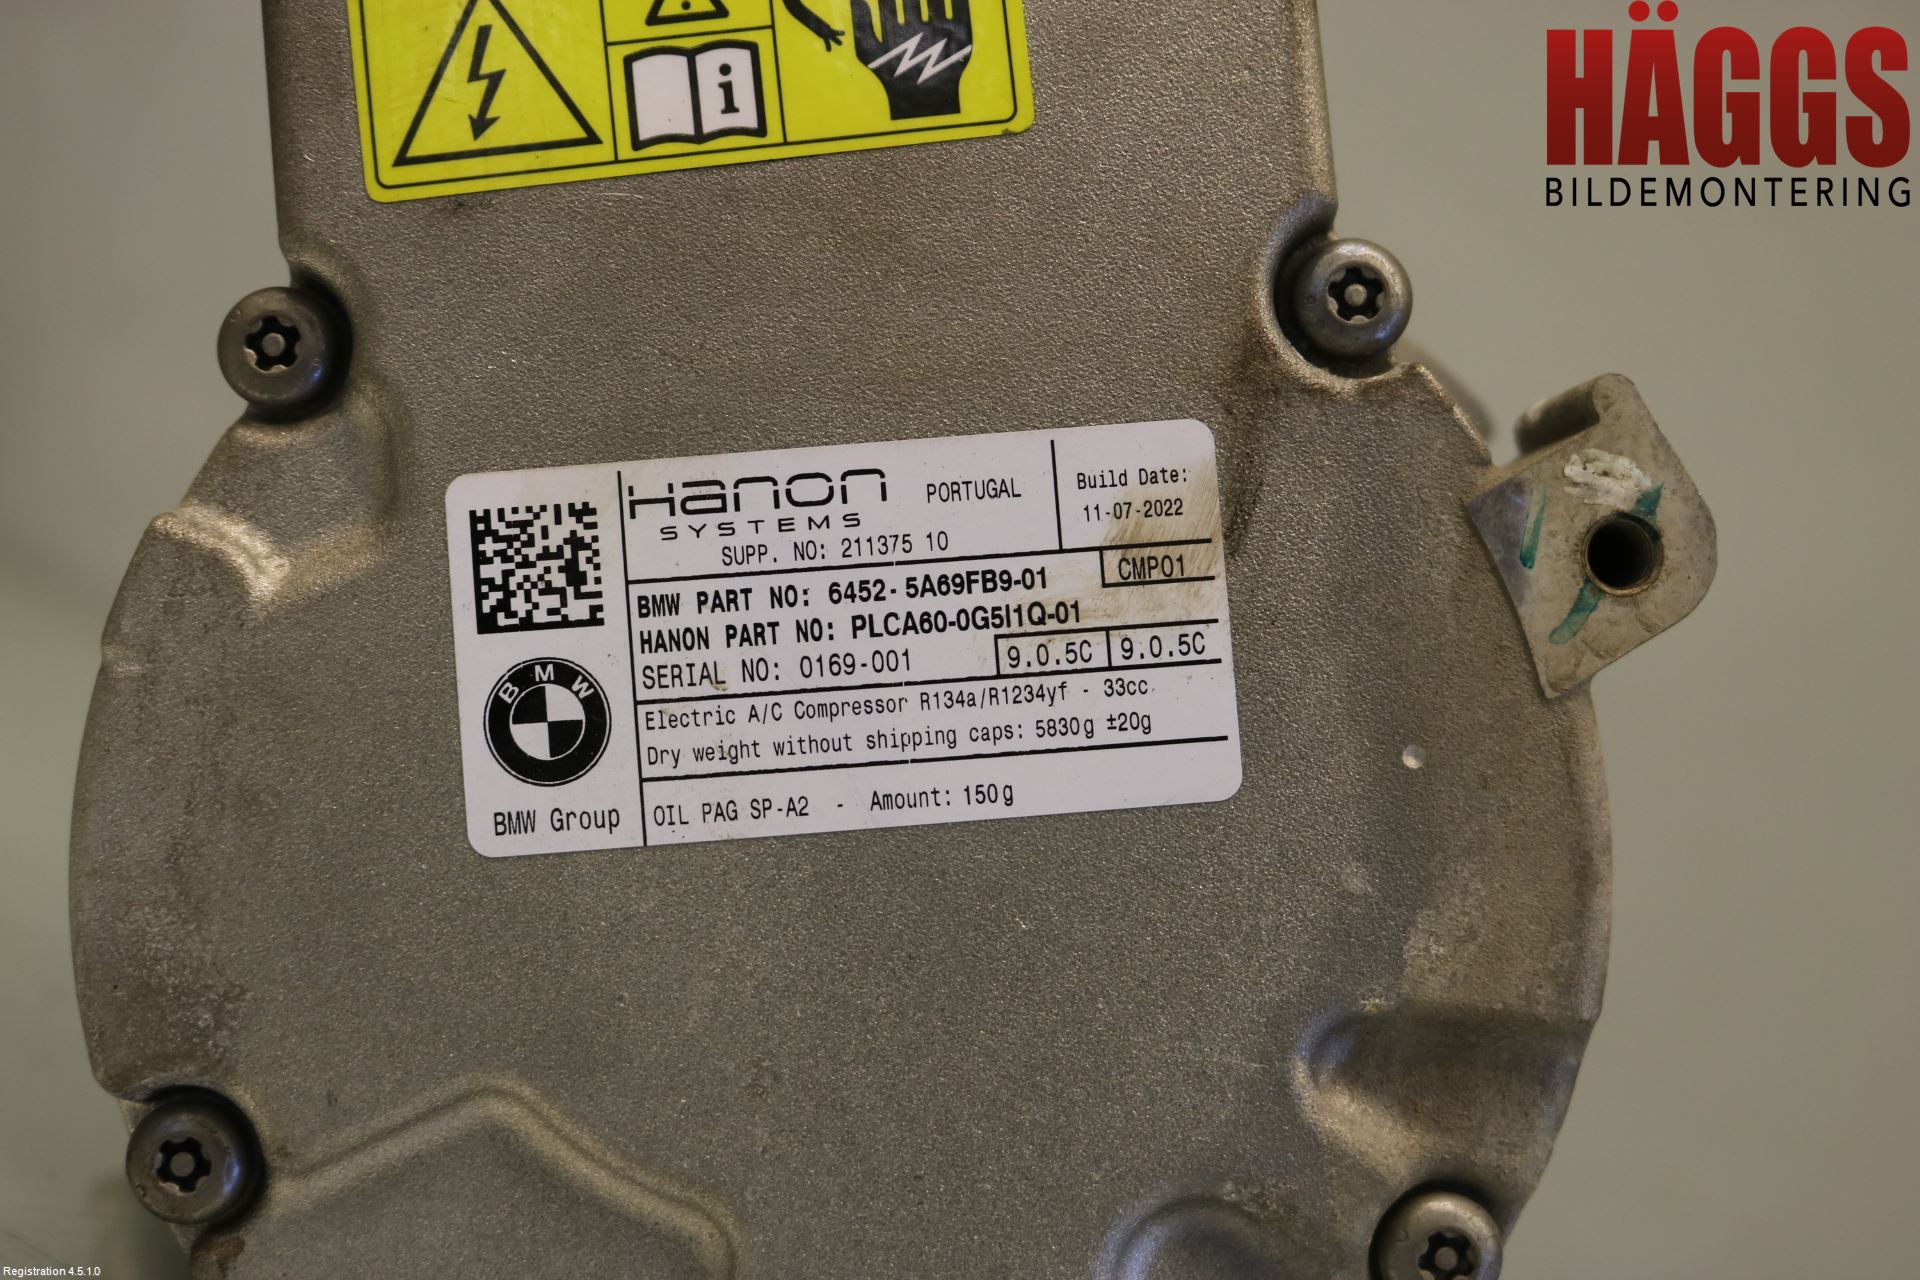 HÄGGS
BILDEMONTERING
i
Hanon
SYSTEMS
PORTUGAL
SUPP. NO: 211375 10
Build Date:
11-07-2022
CMP01
BMW PART NO: 6452- 5A69FB9-01
HANON PART NO: PLCA60-0G5I1Q-01
SERIAL NO: 0169-001
9.0.5C 9.0.5C
Electric A/C Compressor R134a/R1234yf - 33cc
Dry weight without shipping caps: 5830g ±20g
OIL PAG SP-A2 - Amount: 150g
BMW
BMW Group
Registration 4.5.1.0